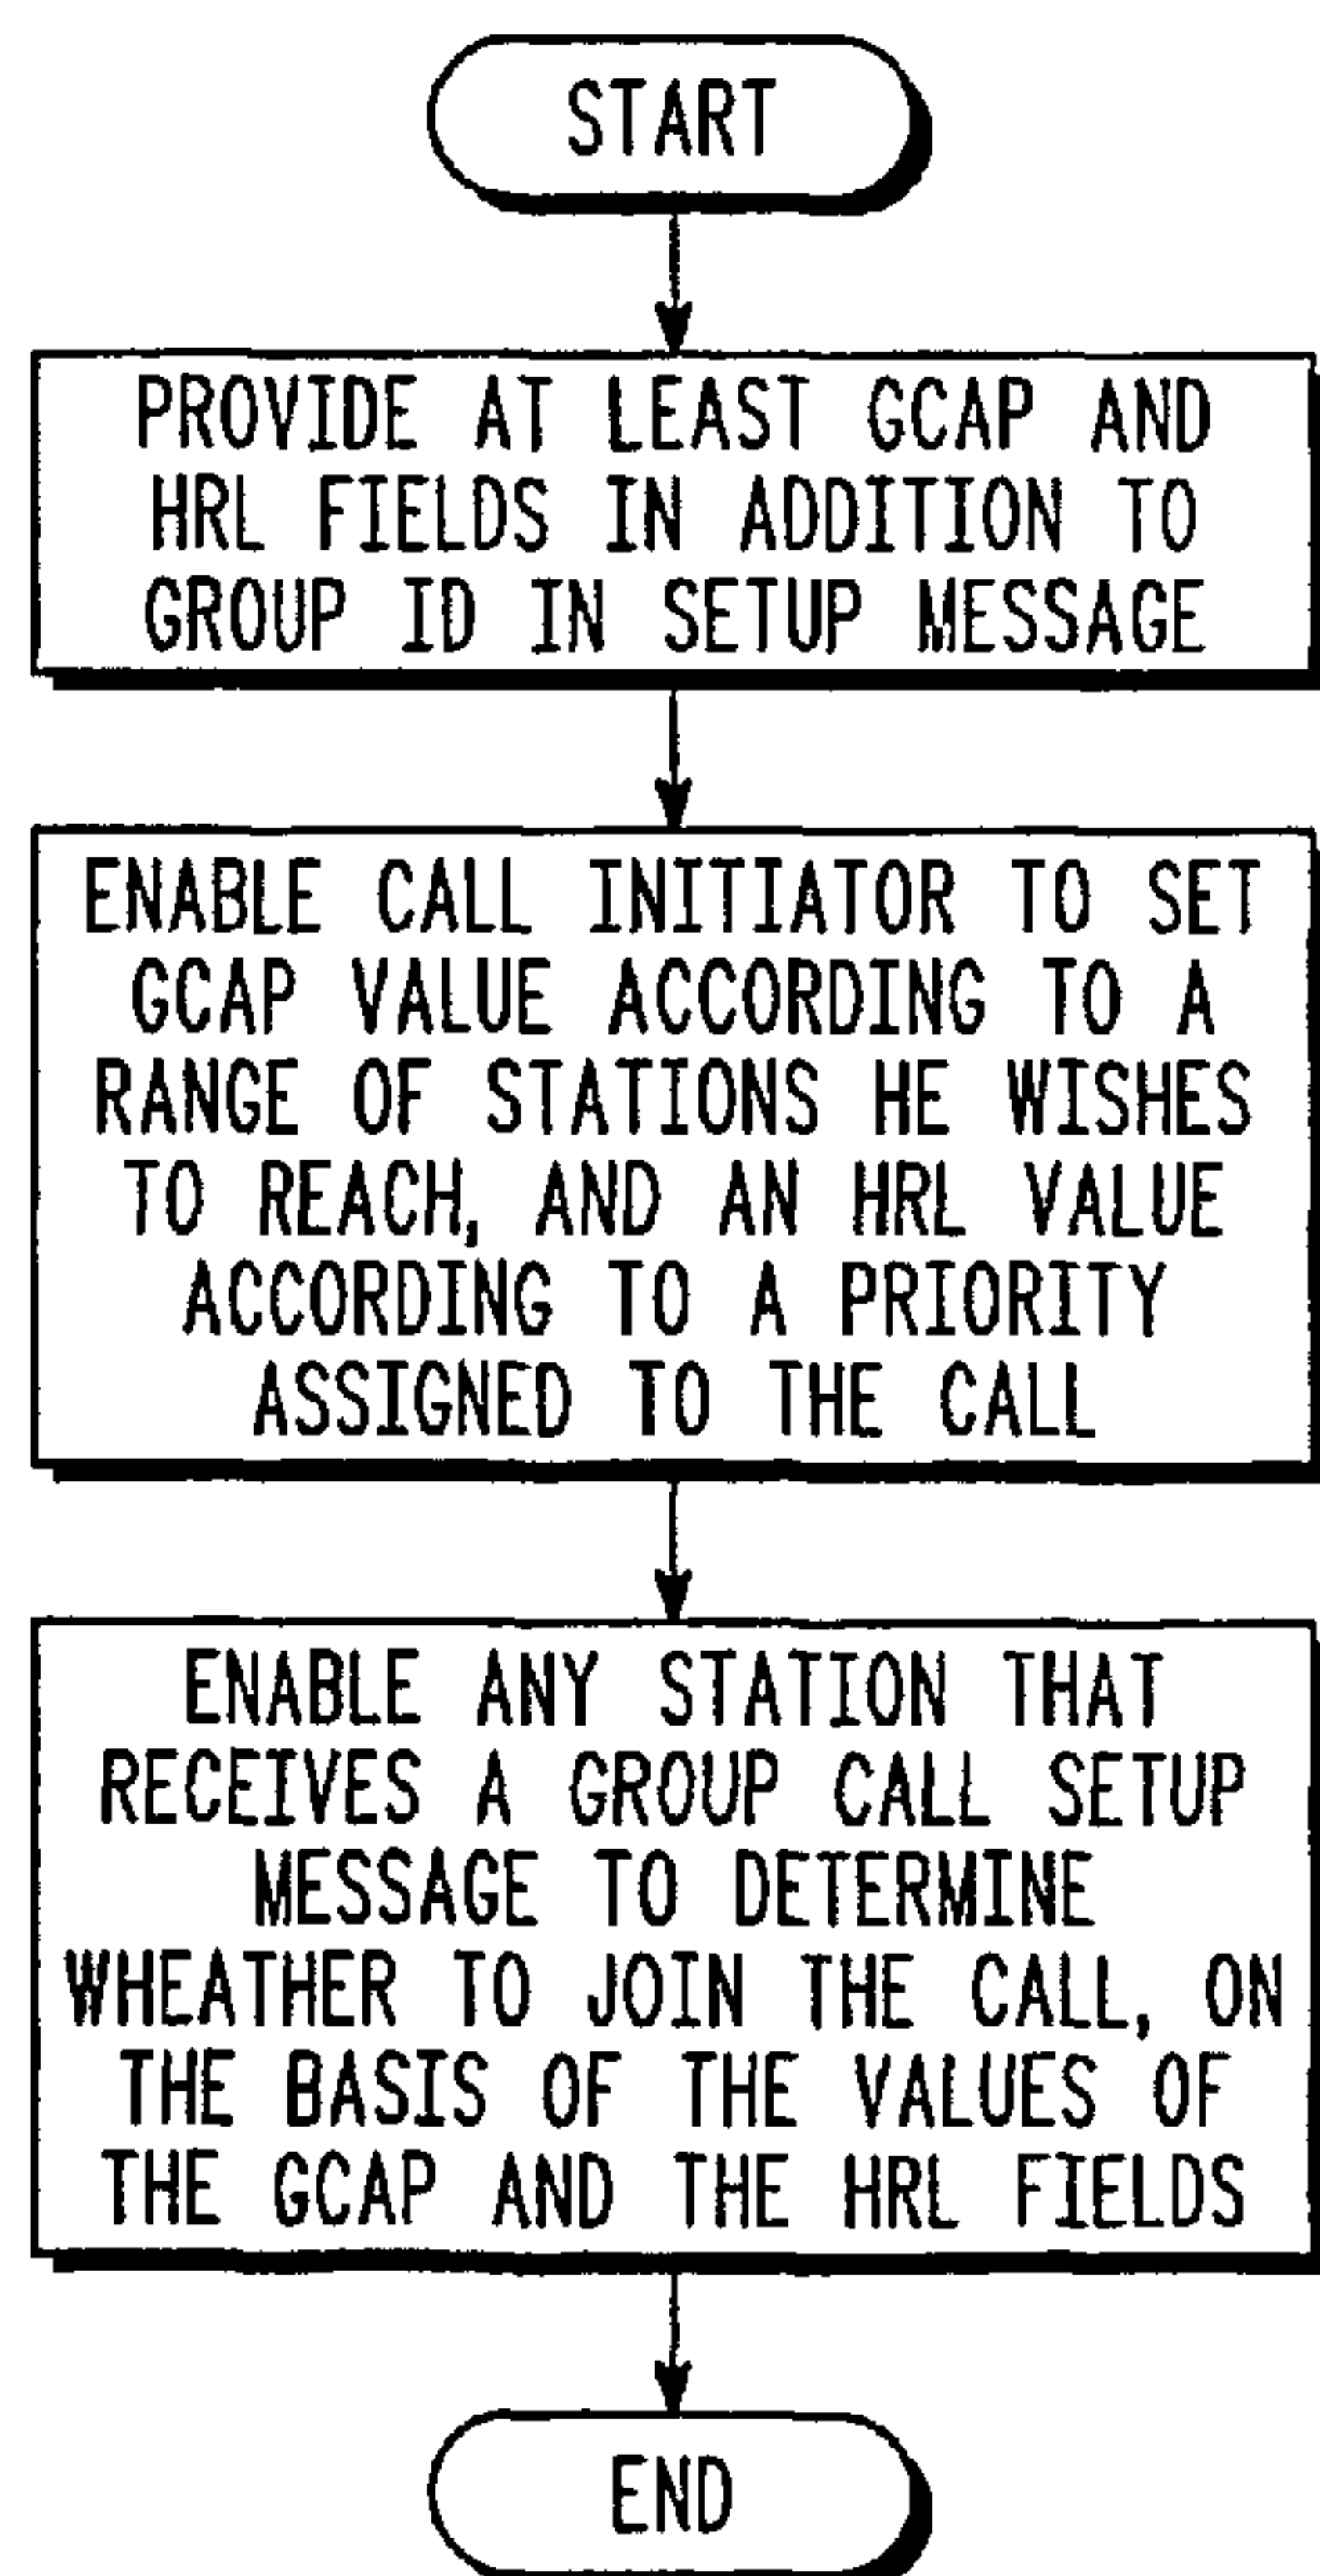 START
PROVIDE AT LEAST GCAP AND
HRL FIELDS IN ADDITION TO
GROUP ID IN SETUP MESSAGE
ENABLE CALL INITIATOR TO SET
GCAP VALUE ACCORDING TO A
RANGE OF STATIONS HE WISHES
TO REACH, AND AN HRL VALUE
ACCORDING TO A PRIORITY
ASSIGNED TO THE CALL
ENABLE ANY STATION THAT
RECEIVES A GROUP CALL SETUP
MESSAGE TO DETERMINE
WHEATHER TO JOIN THE CALL, ON
THE BASIS OF THE VALUES OF
THE GCAP AND THE HRL FIELDS
END